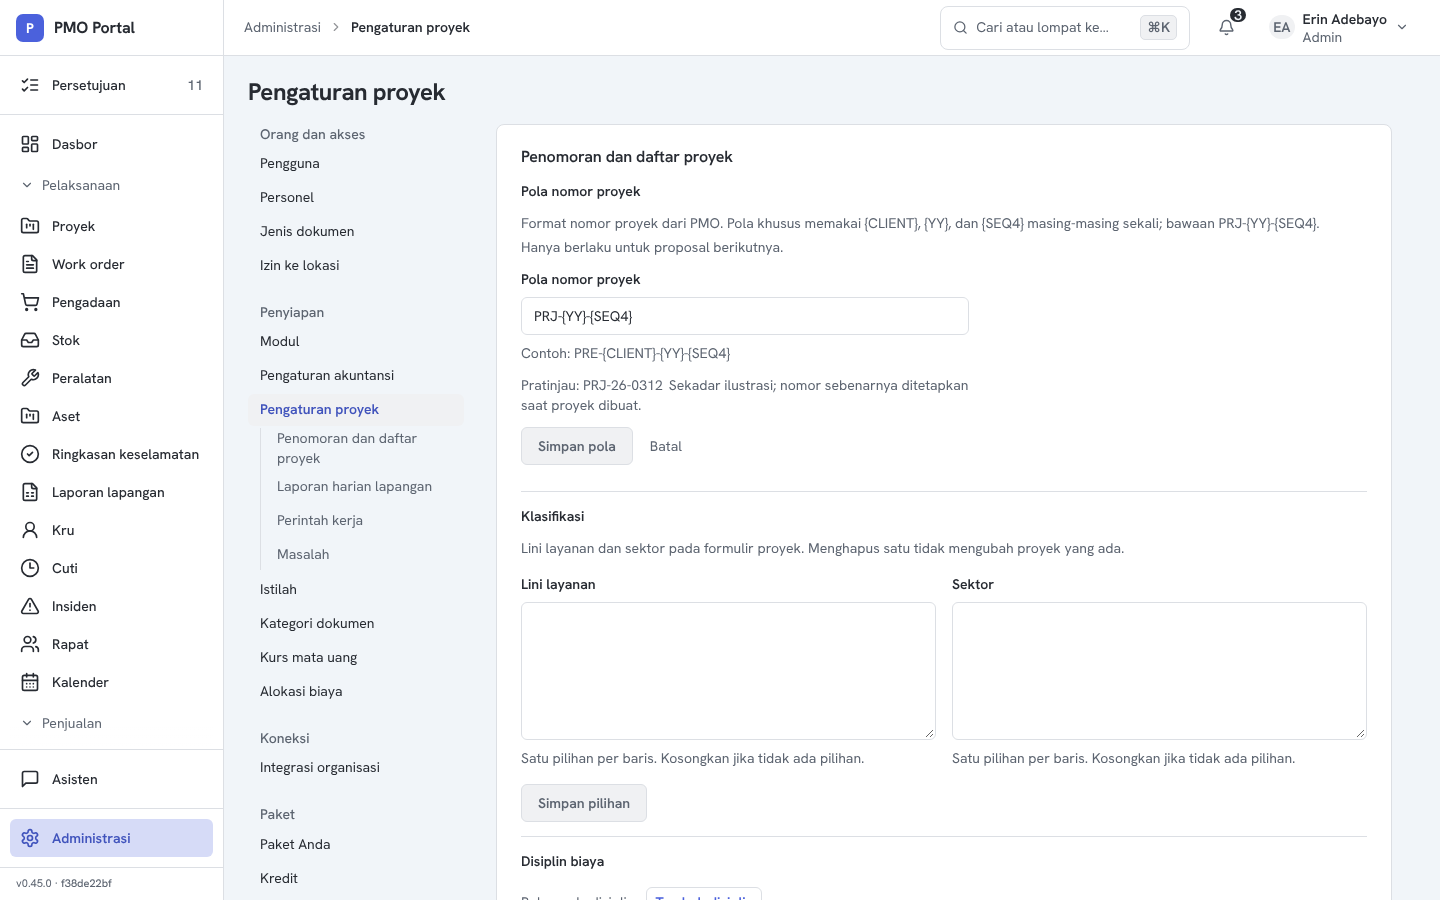 P PMO Portal
Administrasi
Pengaturan proyek
Cari atau lompat ke...
⌘K
3
EA
Erin Adebayo
Admin
Persetujuan
11
Dasbor
Pelaksanaan
Proyek
Work order
Pengadaan
Stok
Peralatan
Aset
Ringkasan keselamatan
Laporan lapangan
Kru
Cuti
Insiden
Rapat
Kalender
Penjualan
Asisten
Administrasi
v0.45.0 · f38de22bf
Pengaturan proyek
Orang dan akses
Pengguna
Personel
Jenis dokumen
Izin ke lokasi
Penyiapan
Modul
Pengaturan akuntansi
Pengaturan proyek
Penomoran dan daftar
proyek
Laporan harian lapangan
Perintah kerja
Masalah
Istilah
Kategori dokumen
Kurs mata uang
Alokasi biaya
Koneksi
Integrasi organisasi
Paket
Paket Anda
Kredit
Penomoran dan daftar proyek
Pola nomor proyek
Format nomor proyek dari PMO. Pola khusus memakai {CLIENT}, {YY}, dan {SEQ4} masing-masing sekali; bawaan PRJ-{YY}-{SEQ4}.
Hanya berlaku untuk proposal berikutnya.
Pola nomor proyek
PRJ-{YY}-{SEQ4}
Contoh: PRE-{CLIENT}-{YY}-{SEQ4}
Pratinjau: PRJ-26-0312 Sekadar ilustrasi; nomor sebenarnya ditetapkan
saat proyek dibuat.
Simpan pola
Batal
Klasifikasi
Lini layanan dan sektor pada formulir proyek. Menghapus satu tidak mengubah proyek yang ada.
Lini layanan
Sektor
Satu pilihan per baris. Kosongkan jika tidak ada pilihan.
Satu pilihan per baris. Kosongkan jika tidak ada pilihan.
Simpan pilihan
Disiplin biaya